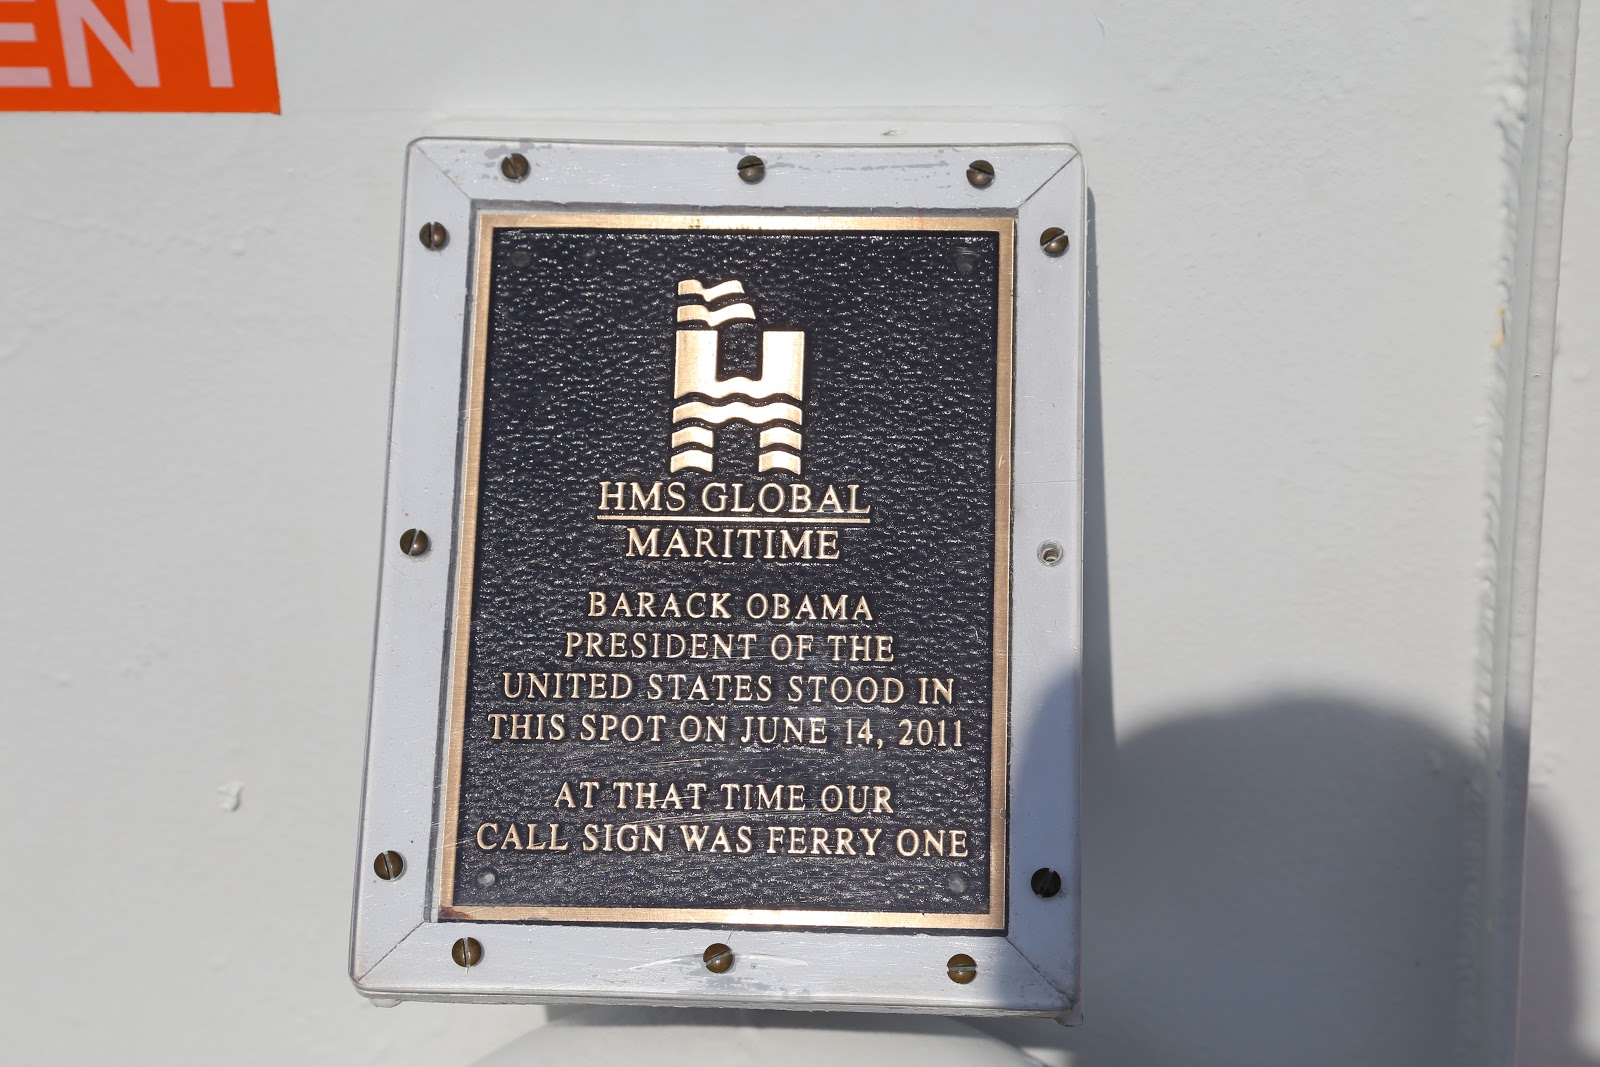 ENT
HMS GLOBAL
MARITIME
BARACK OBAMA
PRESIDENT OF THE
UNITED STATES STOOD IN
THIS SPOT ON JUNE 14, 2011
AT THAT TIME OUR
CALL SIGN WAS FERRY ONE